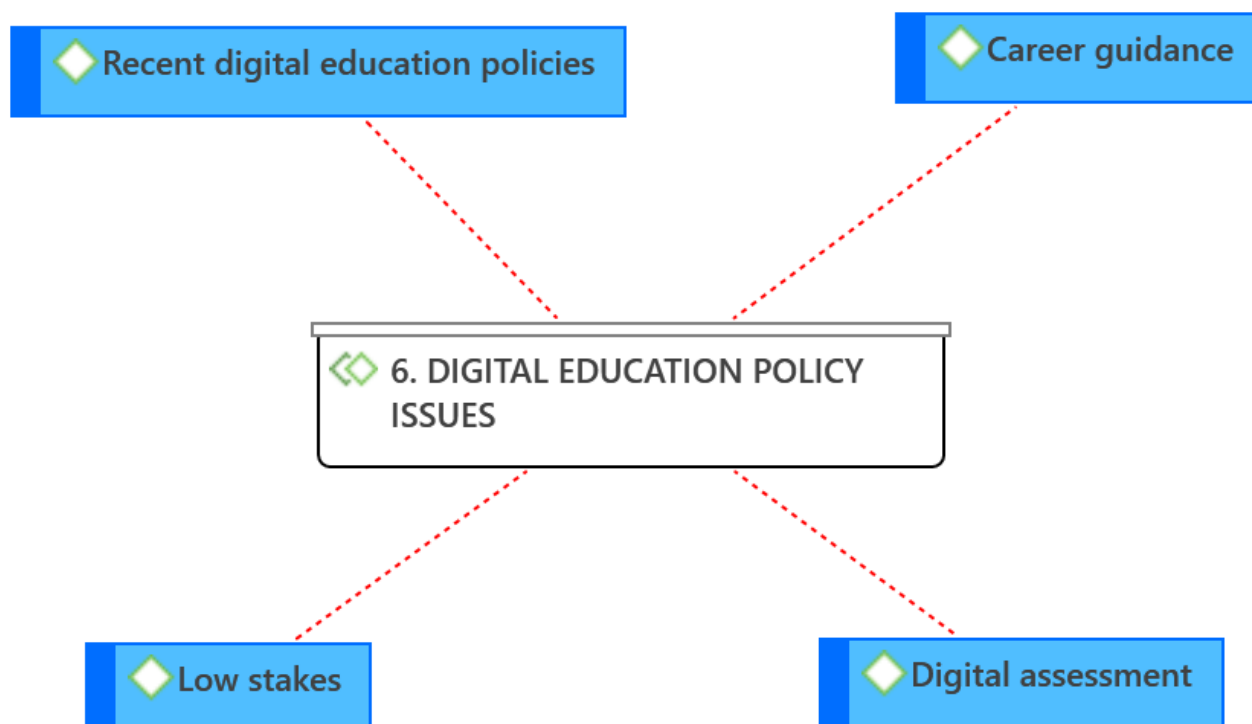 Recent digital education policies
Career guidance
6. DIGITAL EDUCATION POLICY
ISSUES
Low stakes
Digital assessment